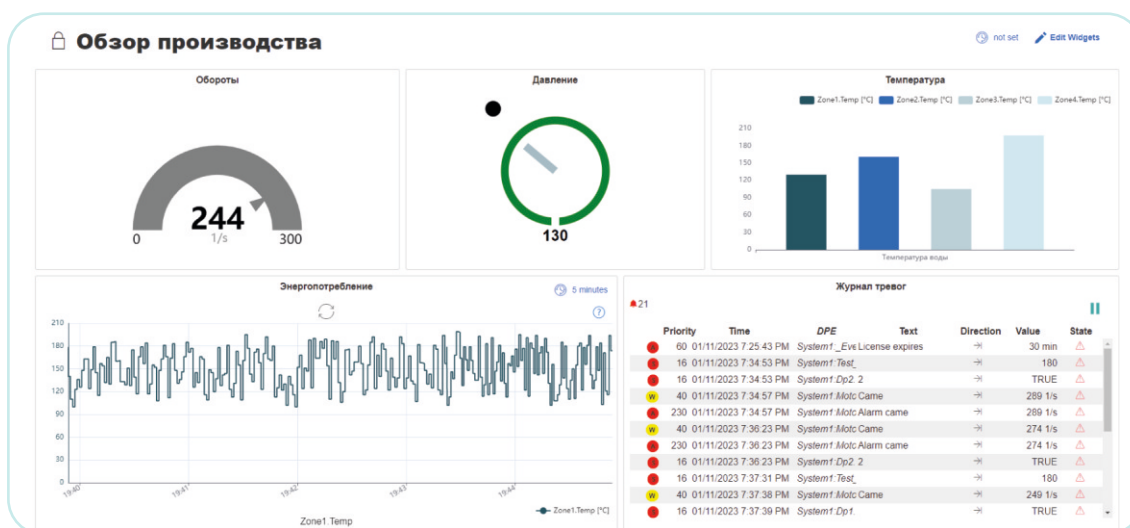 Обзор производства
not set Edit Widgets
Обороты
244
1/s
0 300
Давление
130
Температура
Zone1.Temp [°C] Zone2.Temp [°C] Zone3.Temp [°C] Zone4.Temp [°C]
210
180
150
120
90
60
30
0
Температура воды
Энергопотребление
5 minutes
?
210
180
150
120
90
60
30
0
19:40 19:41 19:42 19:43 19:44
Zone1.Temp [°C]
Zone1.Temp
Журнал тревог
21
Priority Time DPE Text Direction Value State
60 01/11/2023 7:25:43 PM System1:_Eve License expires 30 min
16 01/11/2023 7:34:53 PM System1:Test_ 180
16 01/11/2023 7:34:53 PM System1:Dp2. 2 TRUE
W 40 01/11/2023 7:34:57 PM System1:Motc Came 289 1/s
230 01/11/2023 7:34:57 PM System1:Motc Alarm came 289 1/s
W 40 01/11/2023 7:36:23 PM System1:Motc Came 274 1/s
230 01/11/2023 7:36:23 PM System1:Motc Alarm came 274 1/s
16 01/11/2023 7:36:23 PM System1:Dp2. 2 TRUE
16 01/11/2023 7:37:31 PM System1:Test_ 180
W 40 01/11/2023 7:37:38 PM System1:Motc Came 249 1/s
16 01/11/2023 7:37:39 PM System1:Dp1. TRUE